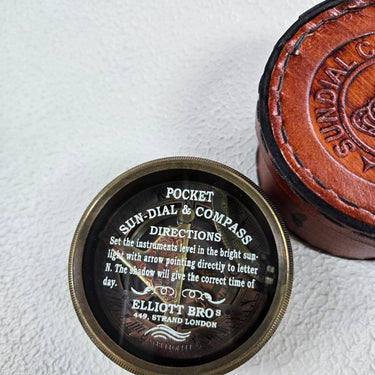 POCKET
SUN-DIAL & COMPASS
DIRECTIONS
Set the instruments level in the bright sun-
light with arrow pointing directly to letter
N. The shadow will give the correct time of
day.
ELLIOTT BROS
449, STRAND LONDON
SUNDIAL C